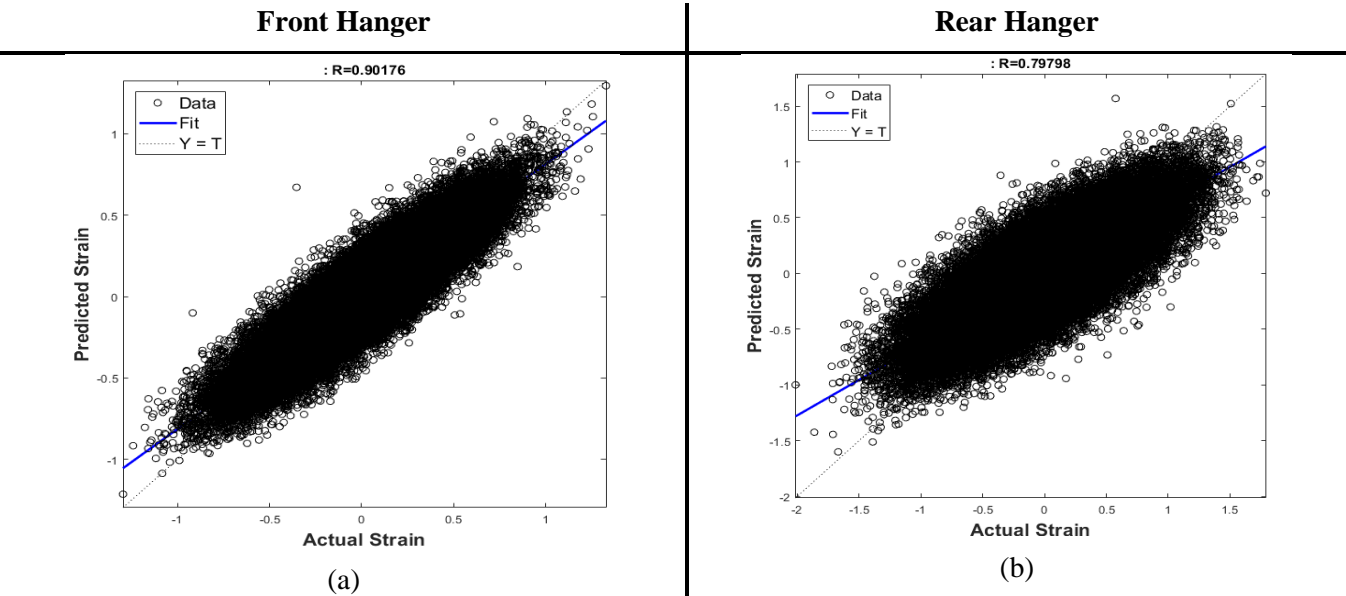 Front Hanger
Rear Hanger
: R=0.90176
Data
Fit
Y = T
1
0.5
0
-0.5
-1
Predicted Strain
-1
-0.5
0
0.5
1
Actual Strain
(a)
: R=0.79798
Data
Fit
Y = T
1.5
1
0.5
0
-0.5
-1
-1.5
-2
Predicted Strain
-2
-1.5
-1
-0.5
0
0.5
1
1.5
Actual Strain
(b)